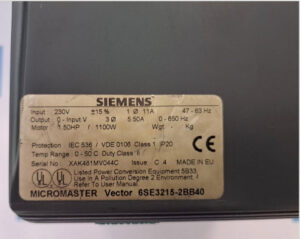 SIEMENS
Input 230V ±15% 1 Ø 11A 47 - 63 Hz
Output 0 - Input V 3 Ø 5.50A 0 - 650 Hz
Motor 1.50HP / 1100W Wgt Kg
Protection IEC 536 / VDE 0106 Class 1 IP20
Temp Range 0 - 50 C Duty Class
Serial No XAK461MV044C Issue C 4 MADE IN EU
Listed Power Conversion Equipment 5B33
Use in A Pollution Degree 2 Environment.
Refer To User Manual
UL UL
MICROMASTER Vector 6SE3215-2BB40